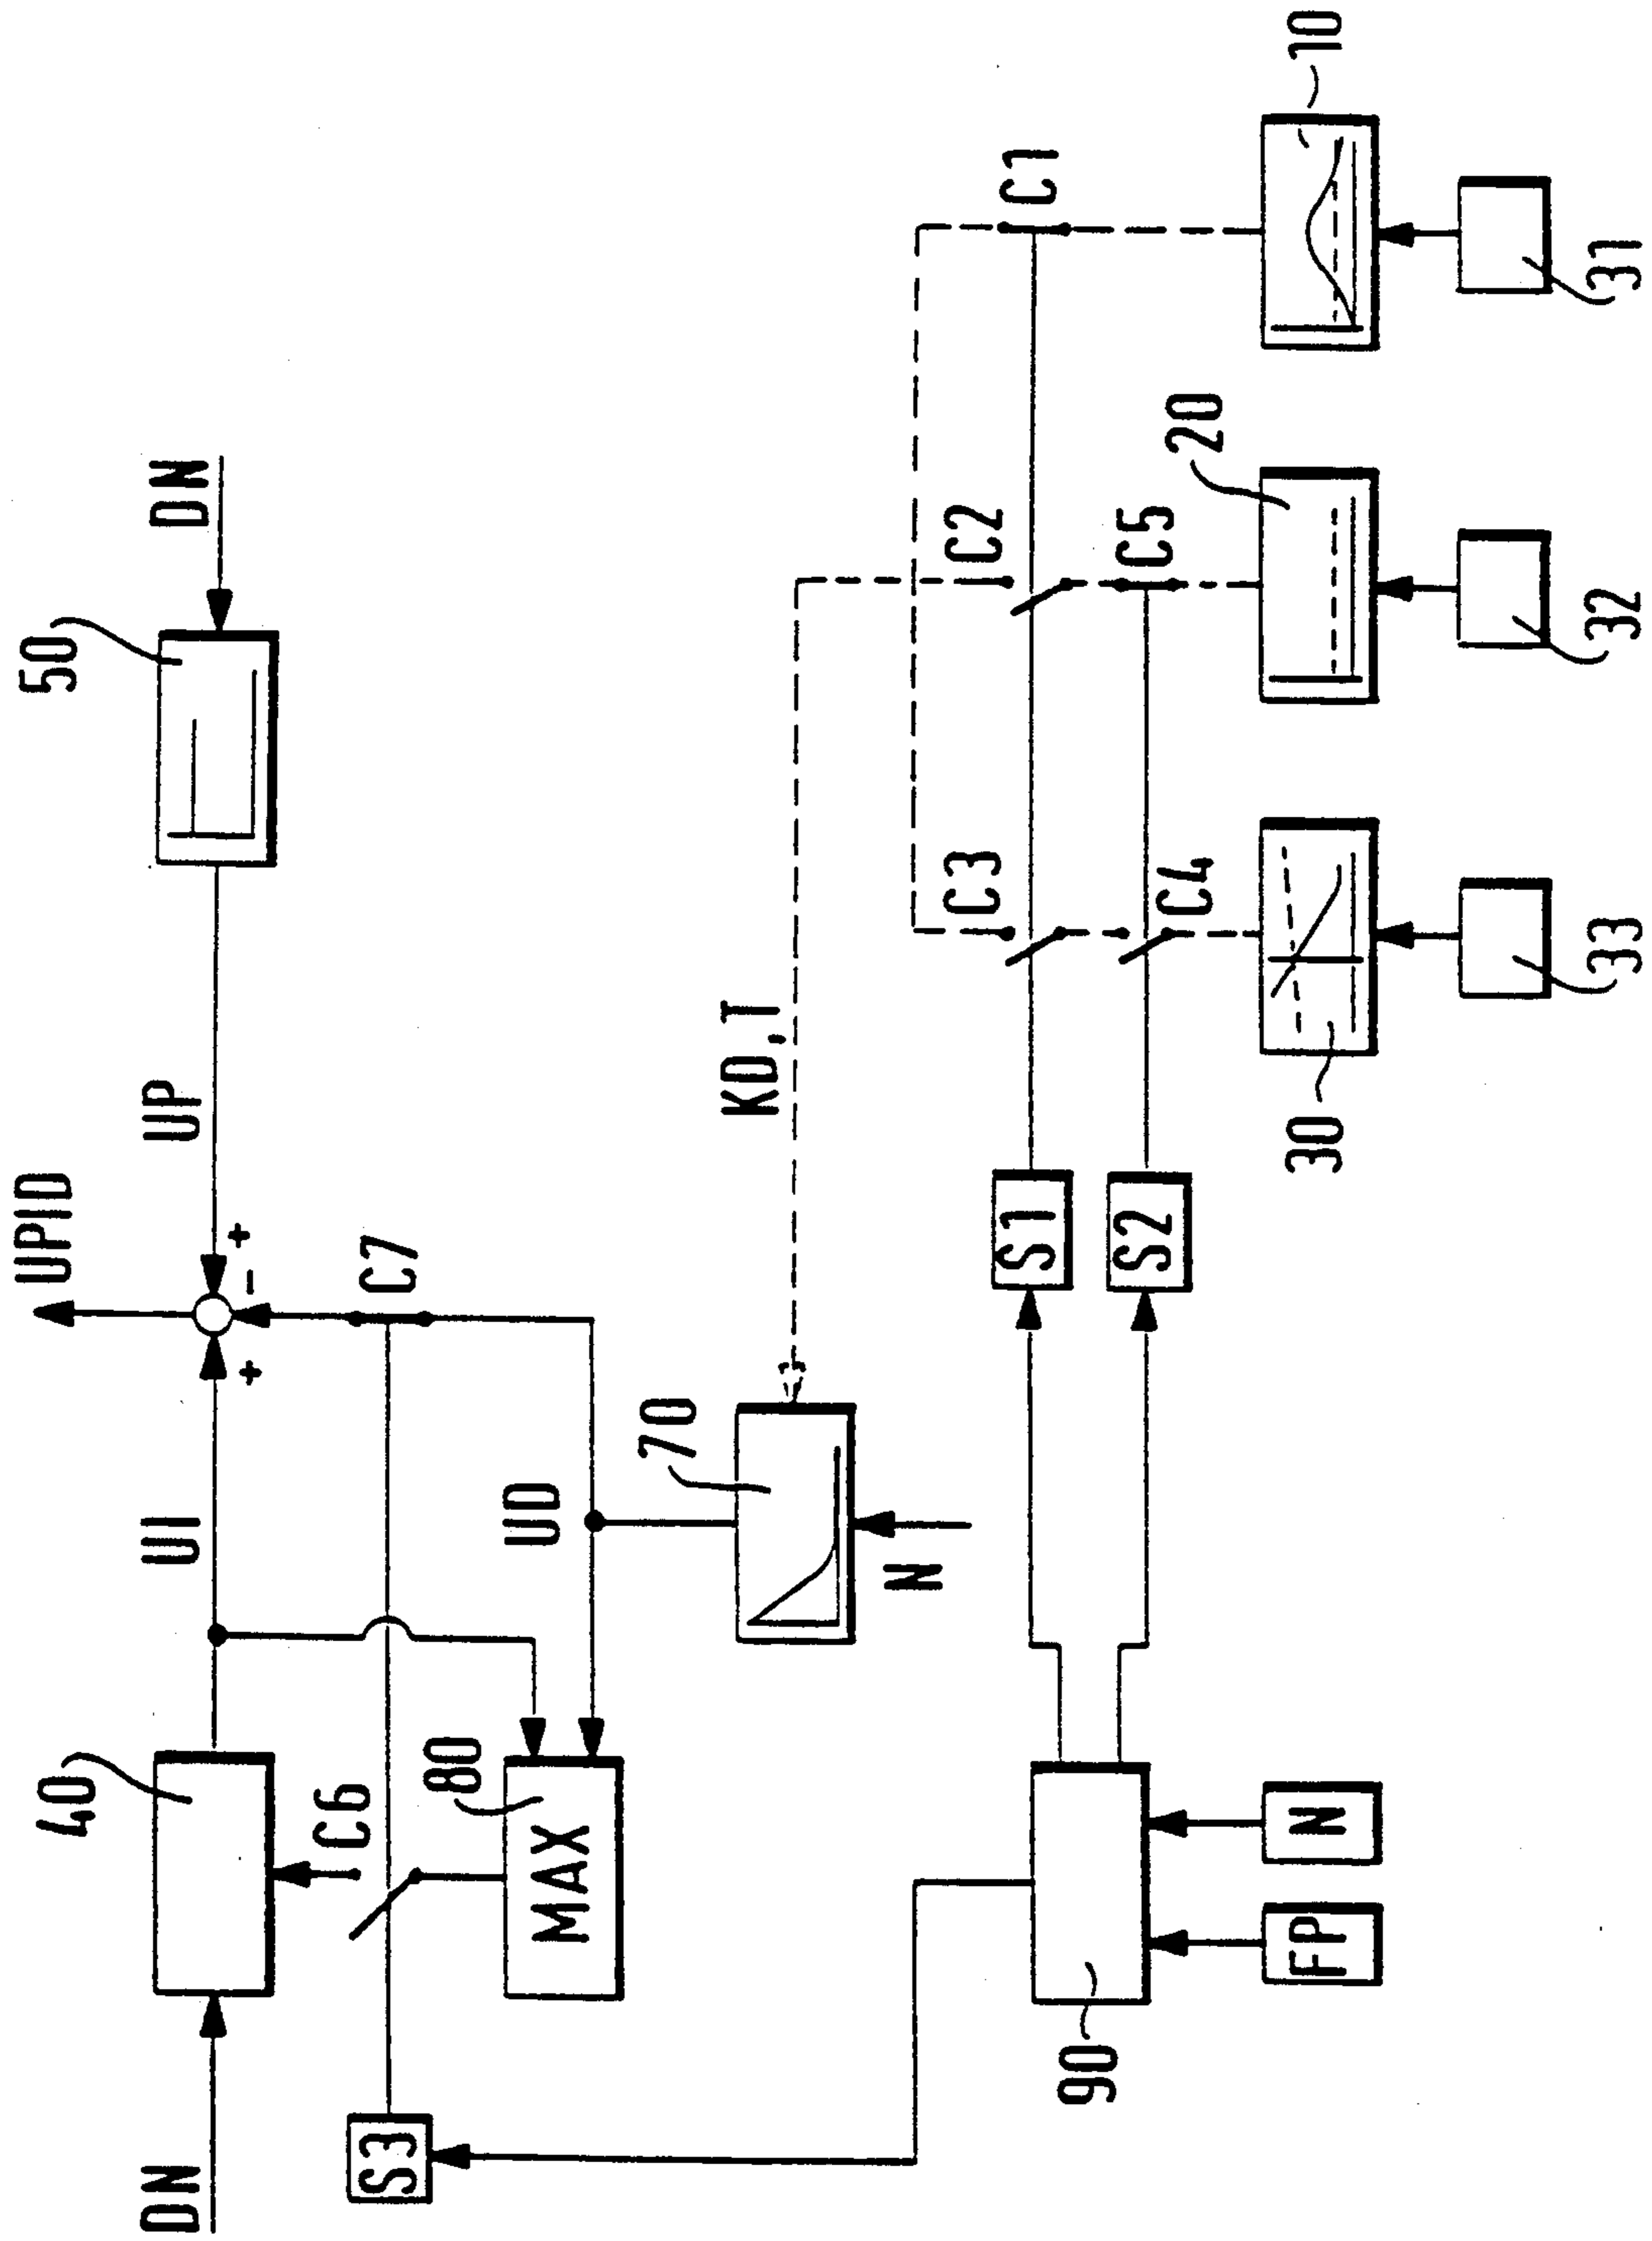 DN
40
UI
UPID
UP
50
DN
S3
C6
C7
80
MAX
UD
70
N
KD,T
C3
C2
C1
S1
S2
C4
C5
90
FP
N
30
20
10
33
32
31
+
-
+